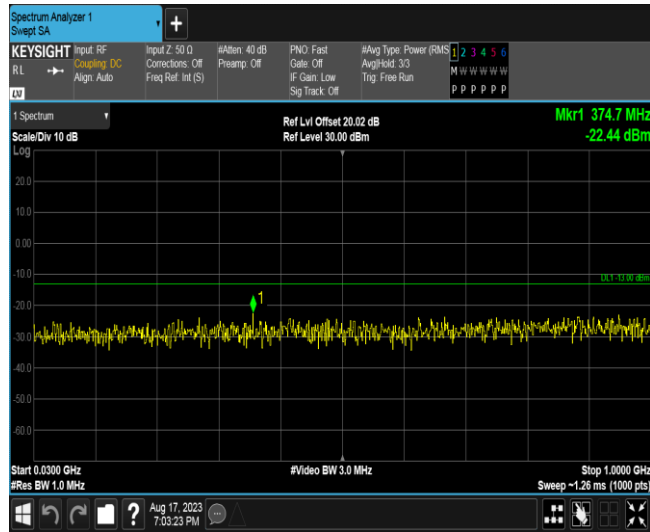 Spectrum Analyzer 1
Swept SA
+
KEYSIGHT
RL
LXI
Input: RF
Coupling: DC
Align: Auto
Input Z: 50 Ω
Corrections: Off
Freq Ref: Int (S)
#Atten: 40 dB
Preamp: Off
PNO: Fast
Gate: Off
IF Gain: Low
Sig Track: Off
#Avg Type: Power (RMS
Avg|Hold: 3/3
Trig: Free Run
1 2 3 4 5 6
M W W W W W
P P P P P P
1 Spectrum
Scale/Div 10 dB
Ref Lvl Offset 20.02 dB
Ref Level 30.00 dBm
Mkr1 374.7 MHz
-22.44 dBm
Log
20.0
10.0
0.00
-10.0
DL1 -13.00 dBm
1
-20.0
-30.0
-40.0
-50.0
-60.0
Start 0.0300 GHz
#Res BW 1.0 MHz
#Video BW 3.0 MHz
Stop 1.0000 GHz
Sweep ~1.26 ms (1000 pts)
?
Aug 17, 2023
7:03:23 PM